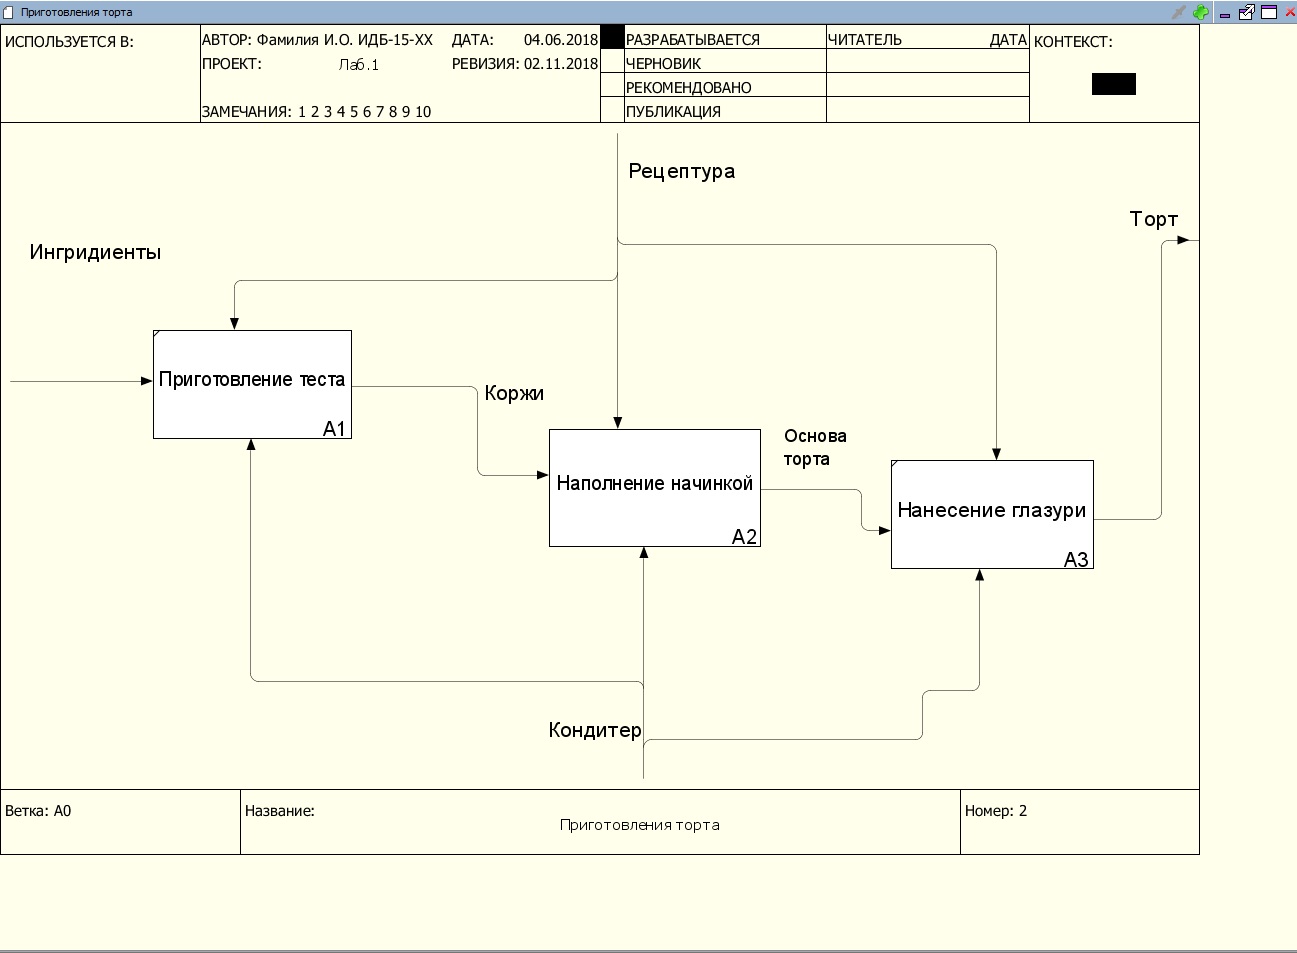 Приготовления торта
ИСПОЛЬЗУЕТСЯ В:
АВТОР: Фамилия И.О. ИДБ-15-ХХ
ДАТА: 04.06.2018
ПРОЕКТ: Лаб.1
РЕВИЗИЯ: 02.11.2018
ЗАМЕЧАНИЯ: 1 2 3 4 5 6 7 8 9 10
РАЗРАБАТЫВАЕТСЯ
ЧЕРНОВИК
РЕКОМЕНДОВАНО
ПУБЛИКАЦИЯ
ЧИТАТЕЛЬ
ДАТА
КОНТЕКСТ:
Рецептура
Торт
Ингридиенты
Приготовление теста
A1
Коржи
Наполнение начинкой
A2
Основа
торта
Нанесение глазури
A3
Кондитер
Ветка: A0
Название:
Приготовления торта
Номер: 2